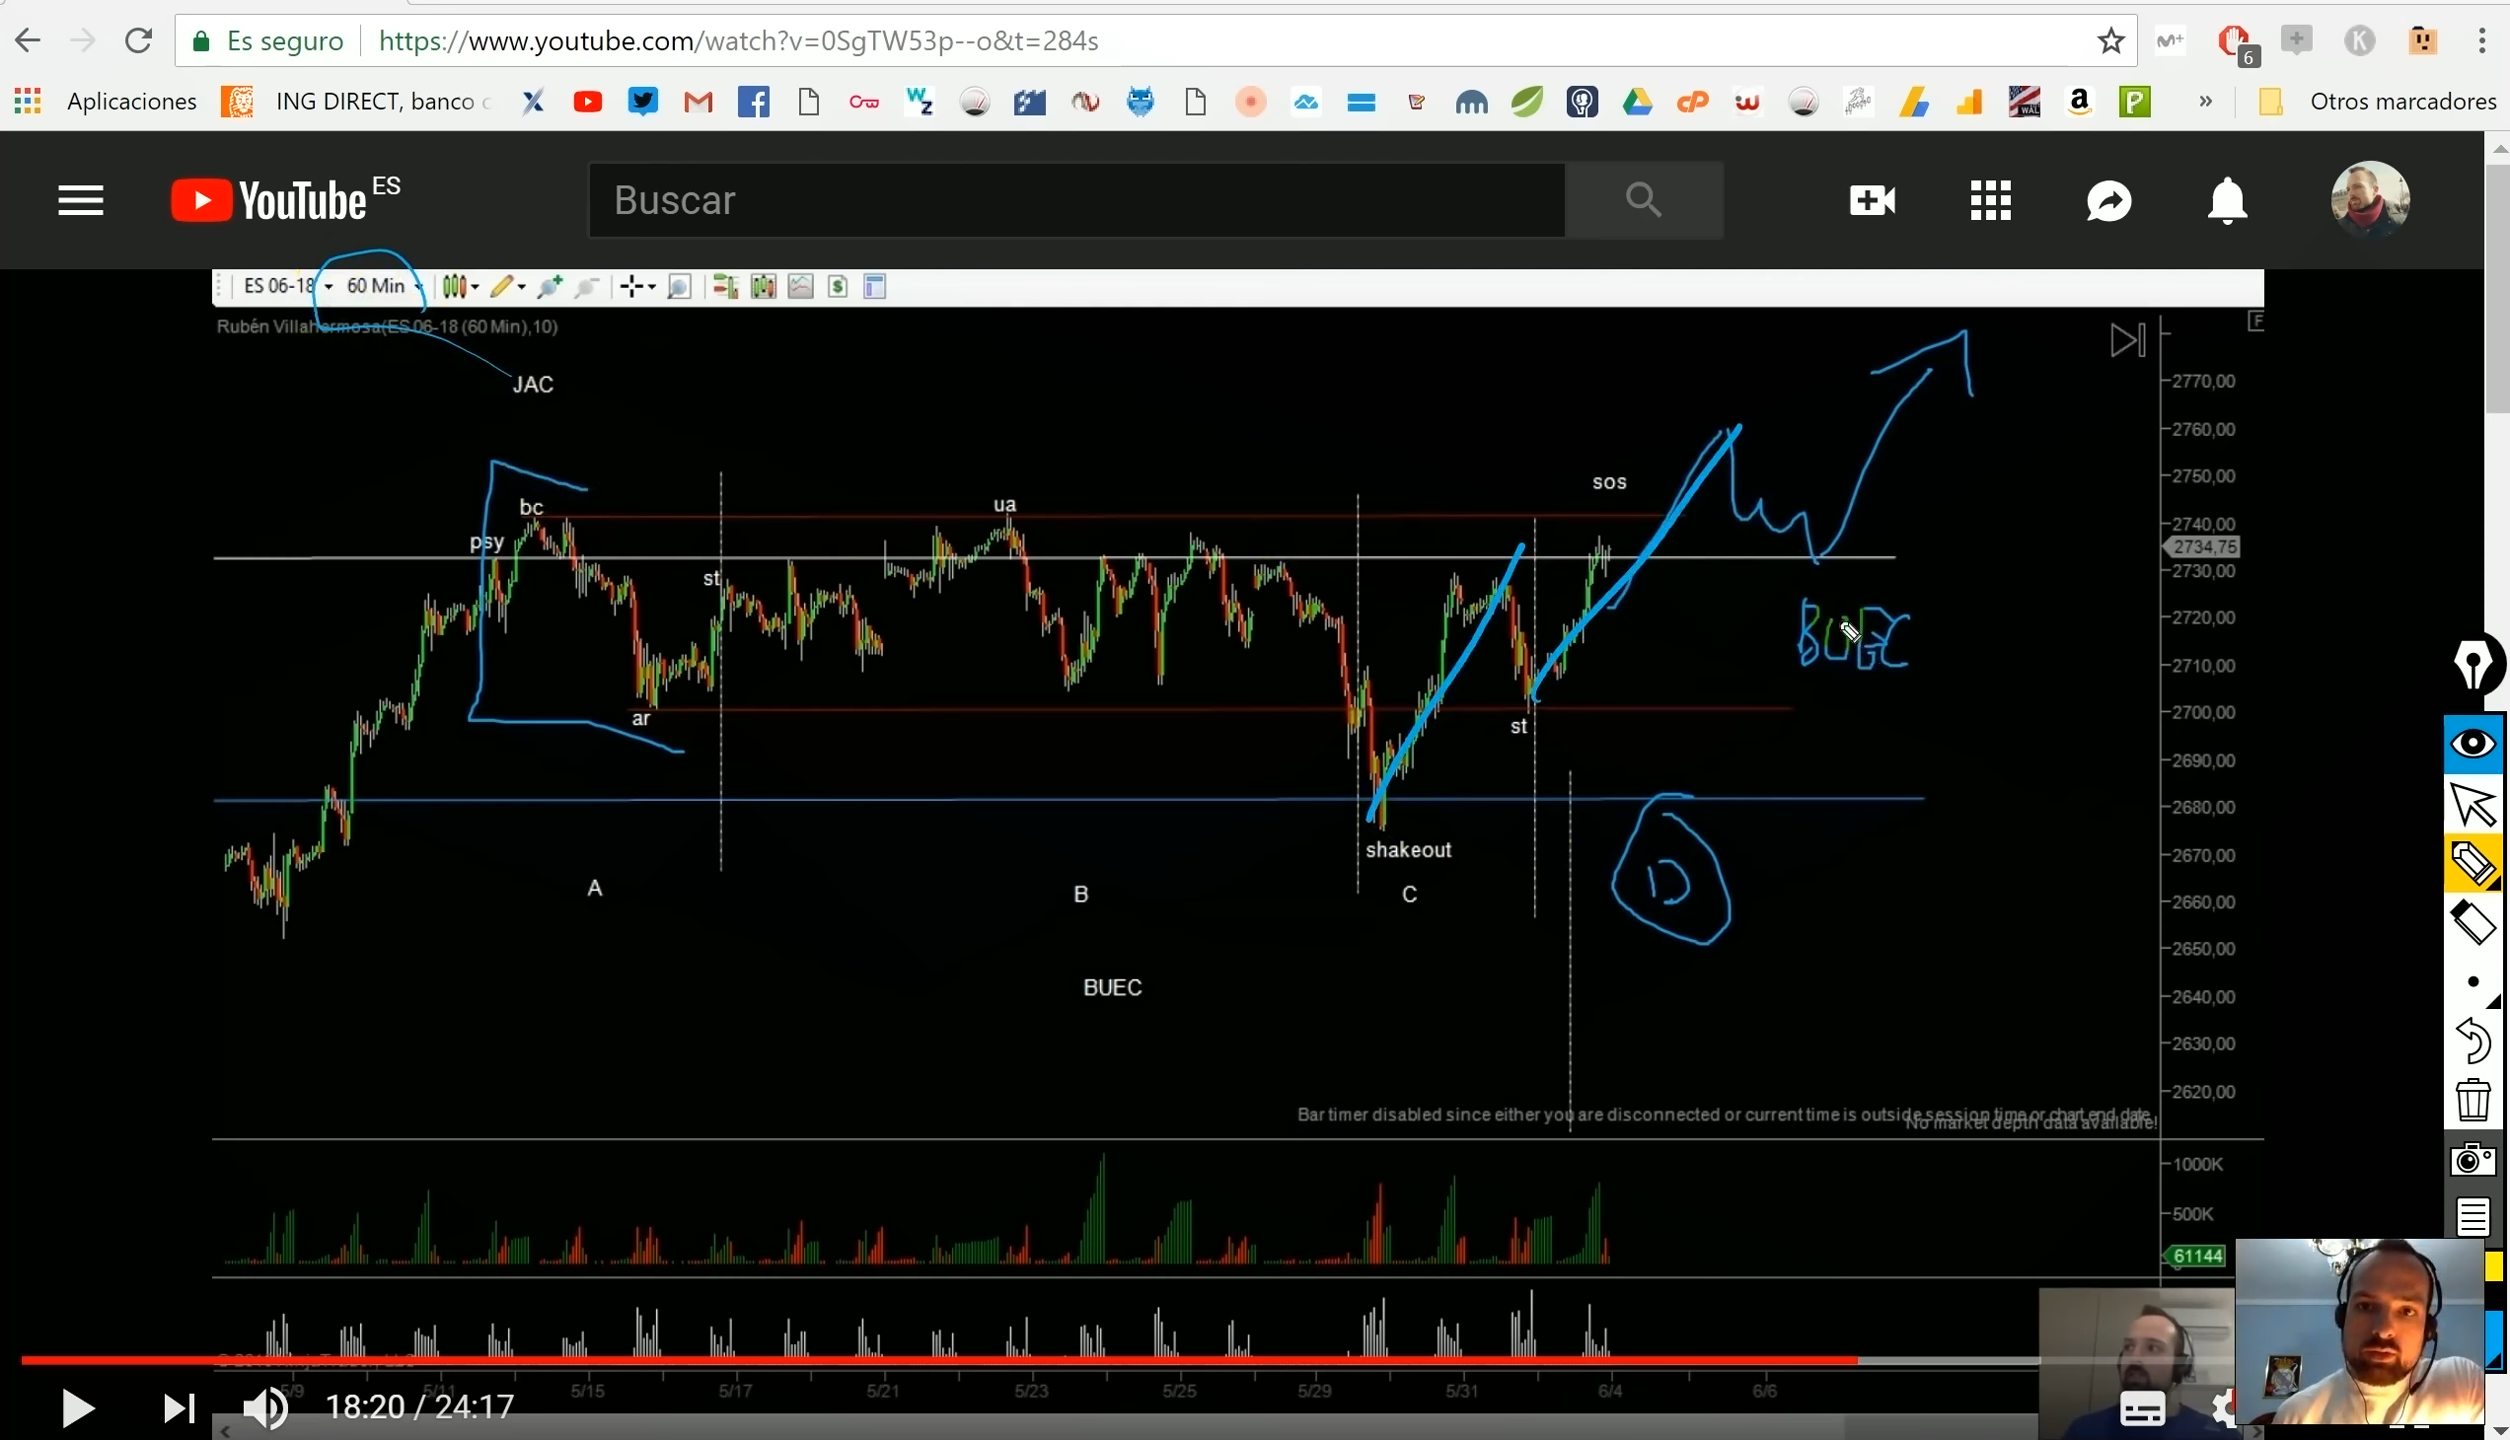 Es seguro https://www.youtube.com/watch?v=0SgTW53p--o&t=284s
6
Aplicaciones ING DIRECT, banco Otros marcadores
YouTube ES Buscar
ES 06-18 60 Min
Rubén Villahermosa(ES 06-18 (60 Min),10)
F
JAC
2770,00
2760,00
sos
2750,00
bc ua
2740,00
psy
2734,75
st
2730,00
2720,00
BUEC
2710,00
2700,00
ar st
2690,00
2680,00
shakeout
2670,00
D
A B C
2660,00
2650,00
BUEC
2640,00
2630,00
2620,00
Bar timer disabled since either you are disconnected or current time is outside session time or chart end date
No market depth data available!
1000K
500K
61144
5/9 5/11 5/15 5/17 5/21 5/23 5/25 5/29 5/31 6/4 6/6
18:20 / 24:17